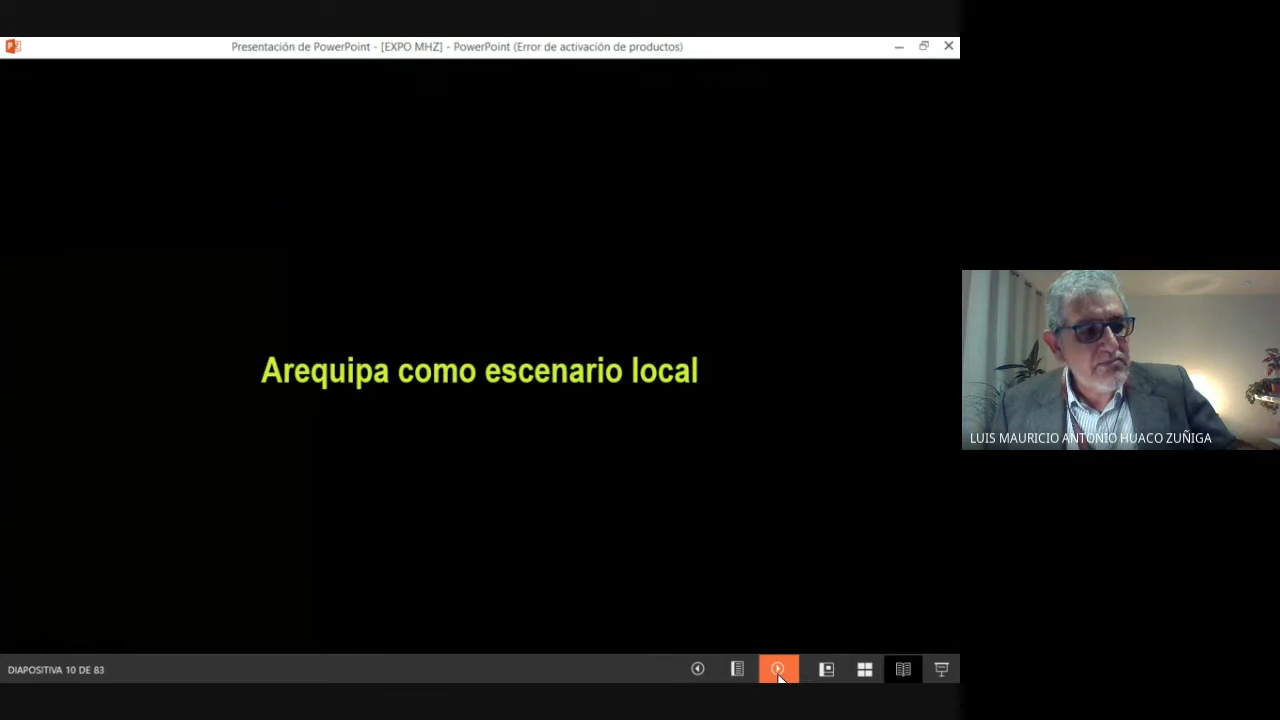 Presentación de PowerPoint - [EXPO MHZ] - PowerPoint (Error de activación de productos)
Arequipa como escenario local
LUIS MAURICIO ANTONIO HUACO ZUÑIGA
DIAPOSITIVA 10 DE 83